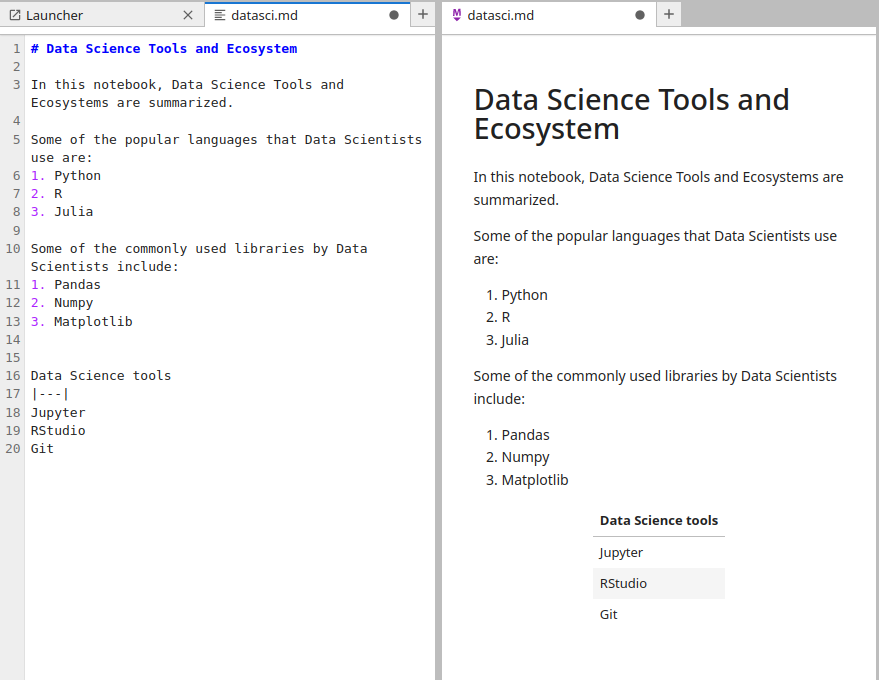 Launcher
datasci.md
1 # Data Science Tools and Ecosystem
2
3 In this notebook, Data Science Tools and
Ecosystems are summarized.
4
5 Some of the popular languages that Data Scientists
use are:
6 1. Python
7 2. R
8 3. Julia
9
10 Some of the commonly used libraries by Data
Scientists include:
11 1. Pandas
12 2. Numpy
13 3. Matplotlib
14
15
16 Data Science tools
17 |---|
18 Jupyter
19 RStudio
20 Git
M datasci.md
Data Science Tools and
Ecosystem
In this notebook, Data Science Tools and Ecosystems are
summarized.
Some of the popular languages that Data Scientists use
are:
1. Python
2. R
3. Julia
Some of the commonly used libraries by Data Scientists
include:
1. Pandas
2. Numpy
3. Matplotlib
Data Science tools
Jupyter
RStudio
Git